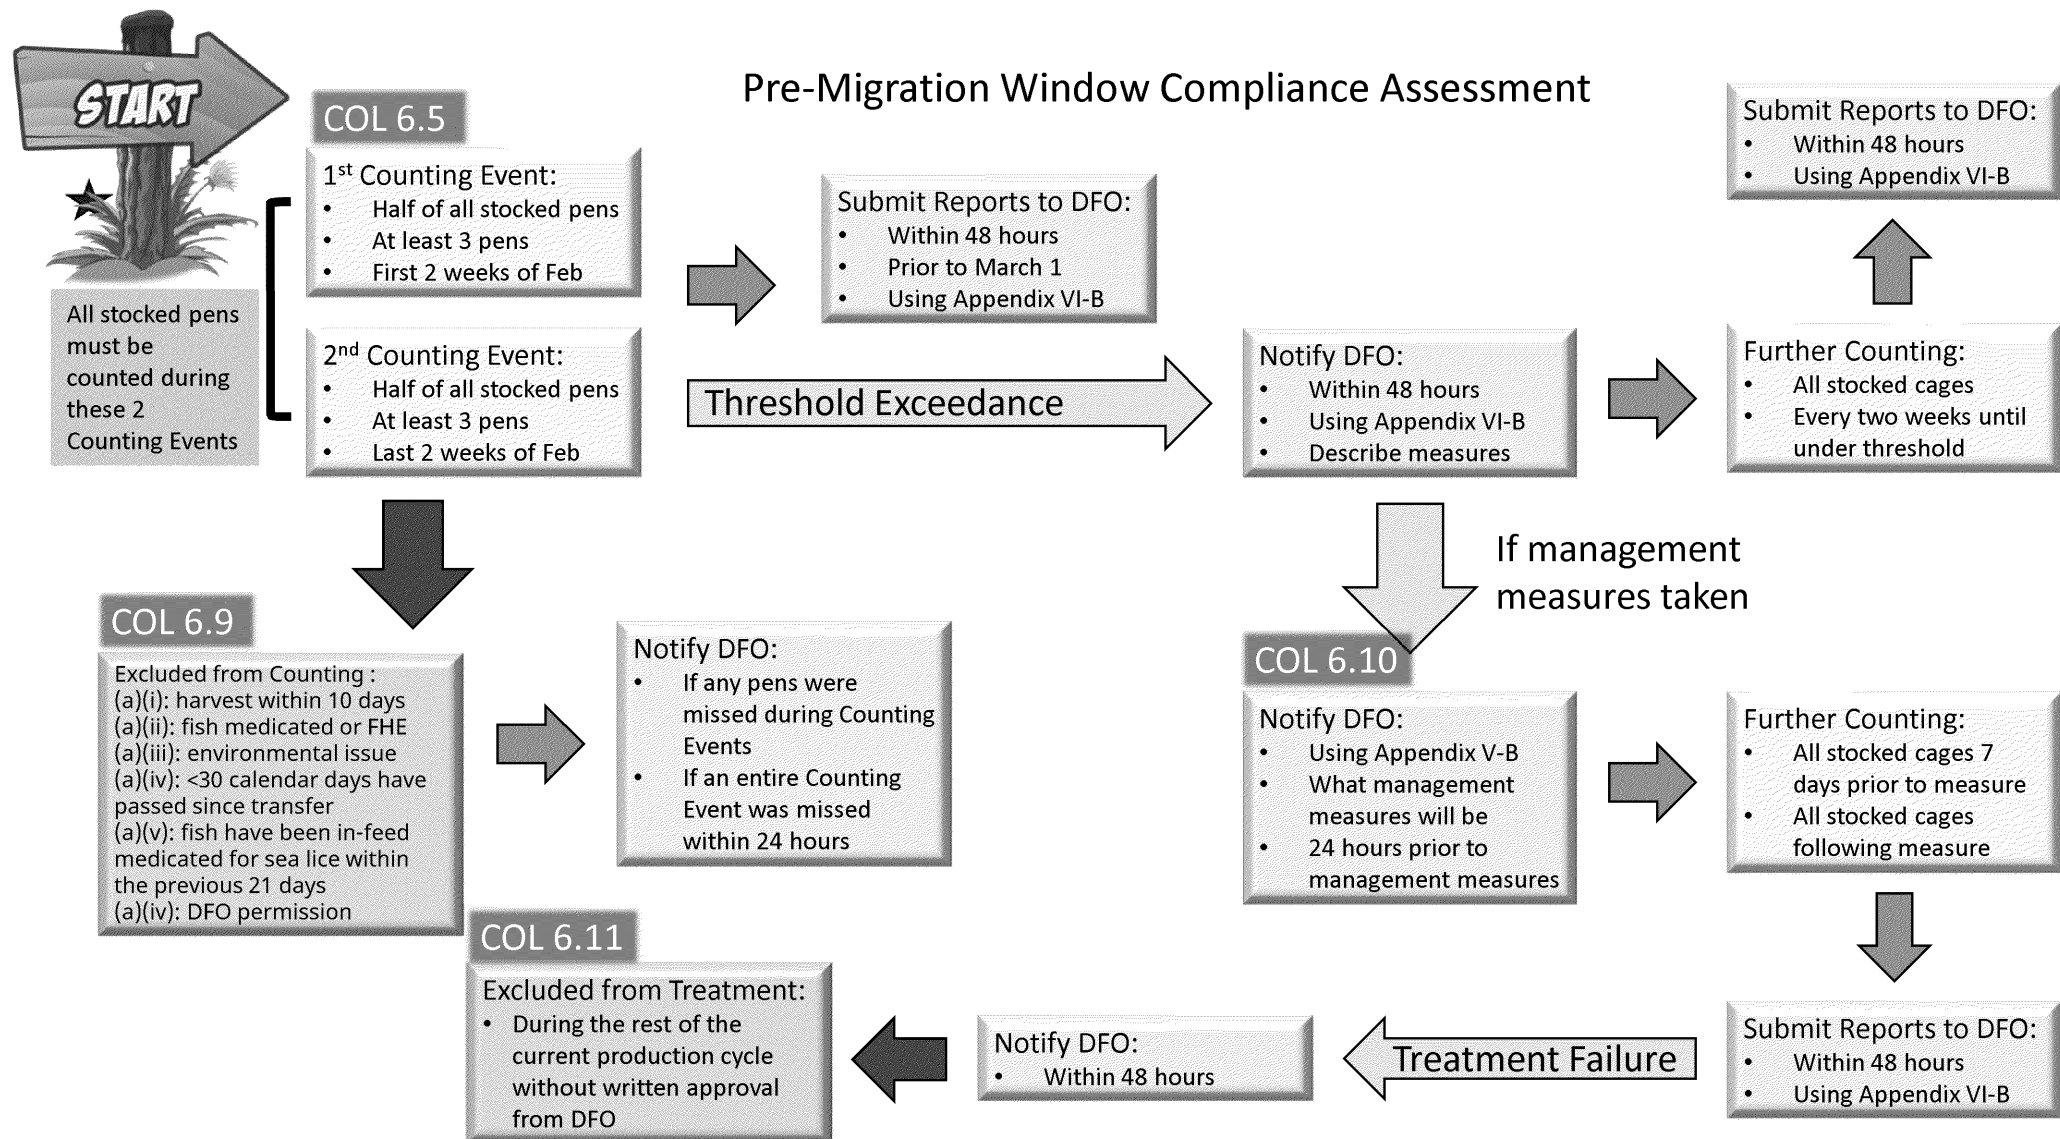 START
Pre-Migration Window Compliance Assessment
COL 6.5
1st Counting Event:
• Half of all stocked pens
• At least 3 pens
• First 2 weeks of Feb
2nd Counting Event:
• Half of all stocked pens
• At least 3 pens
• Last 2 weeks of Feb
All stocked pens
must be
counted during
these 2
Counting Events
Submit Reports to DFO:
• Within 48 hours
• Prior to March 1
• Using Appendix VI-B
Threshold Exceedance
Notify DFO:
• Within 48 hours
• Using Appendix VI-B
• Describe measures
Submit Reports to DFO:
• Within 48 hours
• Using Appendix VI-B
Further Counting:
• All stocked cages
• Every two weeks until
under threshold
If management
measures taken
COL 6.9
Excluded from Counting :
(a)(i): harvest within 10 days
(a)(ii): fish medicated or FHE
(a)(iii): environmental issue
(a)(iv): <30 calendar days have
passed since transfer
(a)(v): fish have been in-feed
medicated for sea lice within
the previous 21 days
(a)(iv): DFO permission
Notify DFO:
• If any pens were
missed during Counting
Events
• If an entire Counting
Event was missed
within 24 hours
COL 6.10
Notify DFO:
• Using Appendix V-B
• What management
measures will be
• 24 hours prior to
management measures
Further Counting:
• All stocked cages 7
days prior to measure
• All stocked cages
following measure
Submit Reports to DFO:
• Within 48 hours
• Using Appendix VI-B
Treatment Failure
Notify DFO:
• Within 48 hours
COL 6.11
Excluded from Treatment:
• During the rest of the
current production cycle
without written approval
from DFO